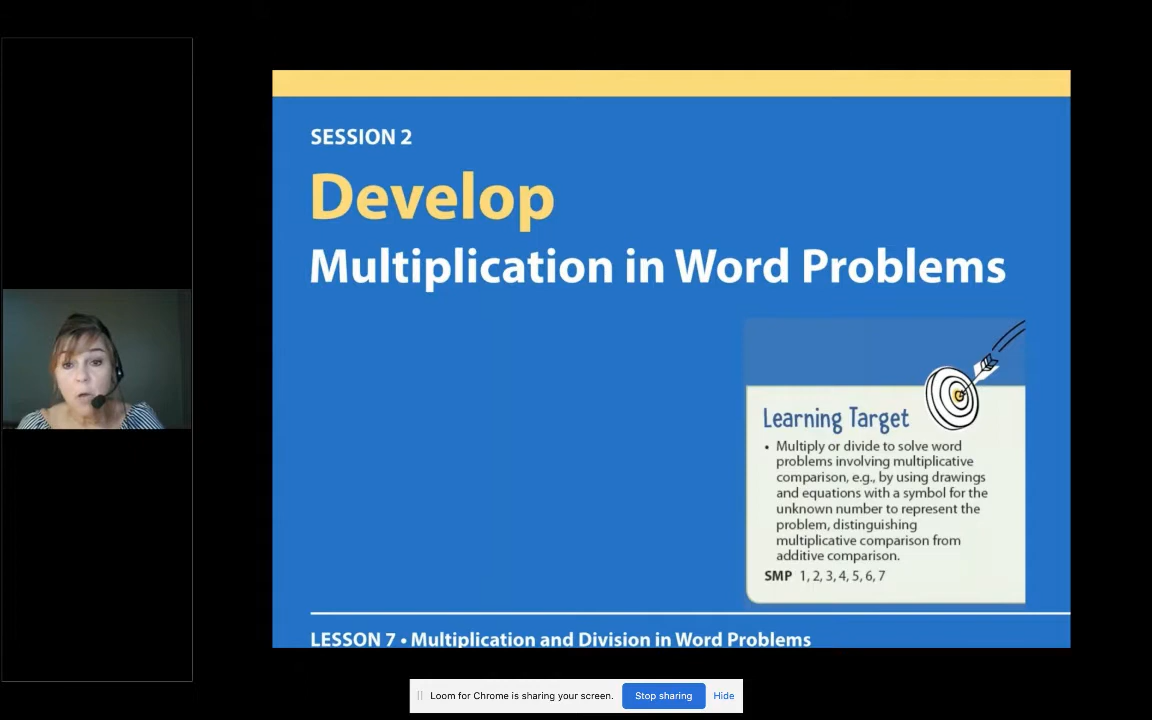 SESSION 2
Develop
Multiplication in Word Problems
Learning Target
• Multiply or divide to solve word
problems involving multiplicative
comparison, e.g., by using drawings
and equations with a symbol for the
unknown number to represent the
problem, distinguishing
multiplicative comparison from
additive comparison.
SMP 1, 2, 3, 4, 5, 6, 7
LESSON 7 • Multiplication and Division in Word Problems
Loom for Chrome is sharing your screen. Stop sharing Hide